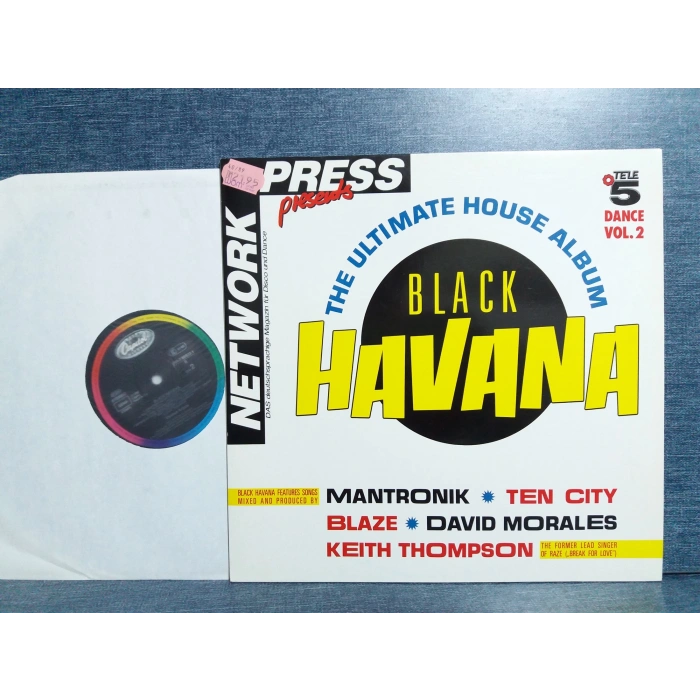 NETWORK PRESS
presents
DAS deutschsprachige Magazin für Disco und Dance
TELE
5
DANCE
VOL. 2
THE ULTIMATE HOUSE ALBUM
BLACK
HAVANA
BLACK HAVANA FEATURES SONGS
MIXED AND PRODUCED BY
MANTRONIK * TEN CITY
BLAZE * DAVID MORALES
KEITH THOMPSON
THE FORMER LEAD SINGER
OF RAZE („BREAK FOR LOVE")